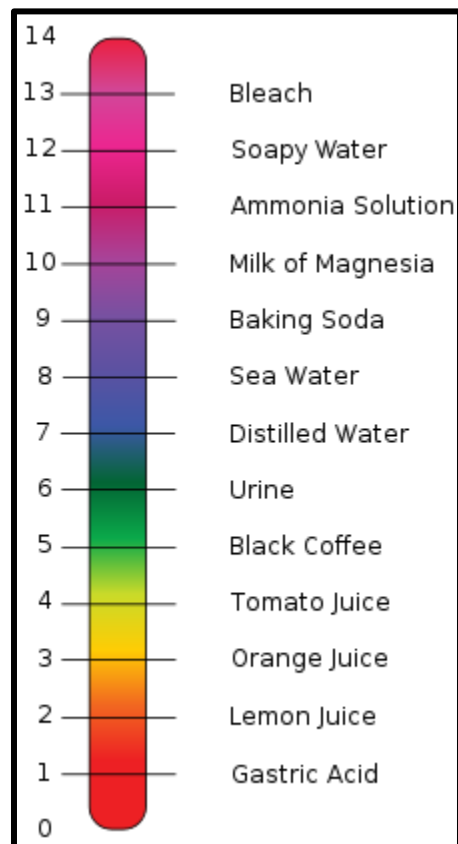 14
13 Bleach
12 Soapy Water
11 Ammonia Solution
10 Milk of Magnesia
9 Baking Soda
8 Sea Water
7 Distilled Water
6 Urine
5 Black Coffee
4 Tomato Juice
3 Orange Juice
2 Lemon Juice
1 Gastric Acid
0